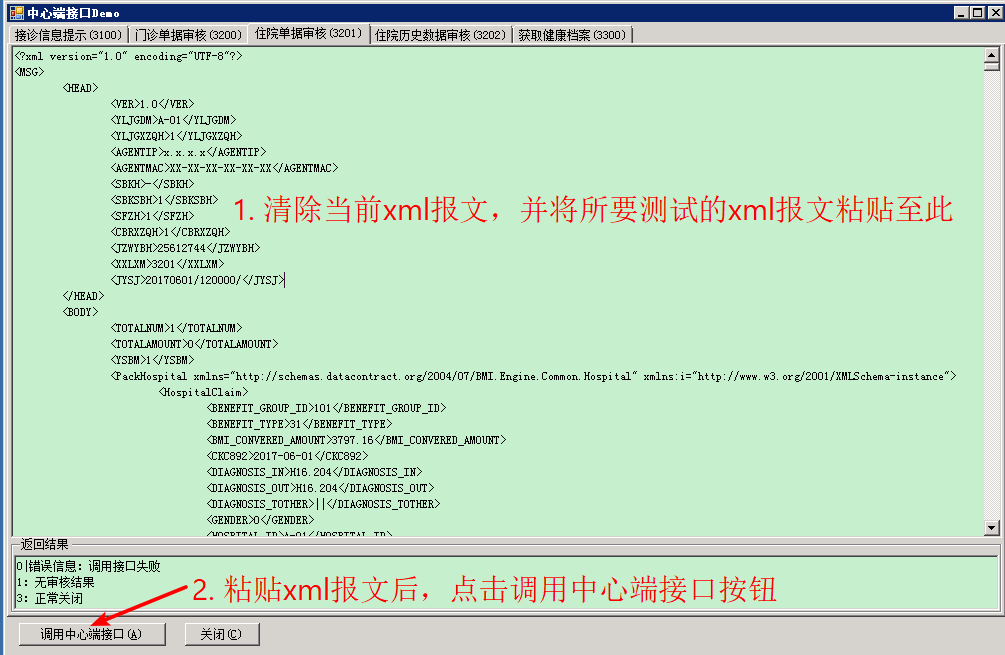 中心端接口Demo
接诊信息提示(3100) 门诊单据审核(3200) 住院单据审核(3201) 住院历史数据审核(3202) 获取健康档案(3300)
<?xml version="1.0" encoding="UTF-8"?>
<MSG>
<HEAD>
<VER>1.0</VER>
<YLJGDM>A-01</YLJGDM>
<YLJGXZQH>1</YLJGXZQH>
<AGENTIP>x.x.x.x</AGENTIP>
<AGENTMAC>XX-XX-XX-XX-XX-XX</AGENTMAC>
<SBKH>-</SBKH>
<SBKSBH>1</SBKSBH>
1. 清除当前xml报文，并将所要测试的xml报文粘贴至此
<SFZH>1</SFZH>
<CBRXZQH>1</CBRXZQH>
<JZWYBH>25612744</JZWYBH>
<XXLXM>3201</XXLXM>
<JYSJ>20170601/120000/</JYSJ>
</HEAD>
<BODY>
<TOTALNUM>1</TOTALNUM>
<TOTALAMOUNT>0</TOTALAMOUNT>
<YSBM>1</YSBM>
<PackHospital xmlns="http://schemas.datacontract.org/2004/07/BMI.Engine.Common.Hospital" xmlns:i="http://www.w3.org/2001/XMLSchema-instance">
<HospitalClaim>
<BENEFIT_GROUP_ID>101</BENEFIT_GROUP_ID>
<BENEFIT_TYPE>31</BENEFIT_TYPE>
<BMI_CONVERED_AMOUNT>3797.16</BMI_CONVERED_AMOUNT>
<CKC892>2017-06-01</CKC892>
<DIAGNOSIS_IN>H16.204</DIAGNOSIS_IN>
<DIAGNOSIS_OUT>H16.204</DIAGNOSIS_OUT>
<DIAGNOSIS_TOTHER>||</DIAGNOSIS_TOTHER>
<GENDER>0</GENDER>
<HOSPITAL_ID>A-01</HOSPITAL_ID>
返回结果
0|错误信息：调用接口失败
1：无审核结果
3：正常关闭
2. 粘贴xml报文后，点击调用中心端接口按钮
调用中心端接口(A) 关闭(C)